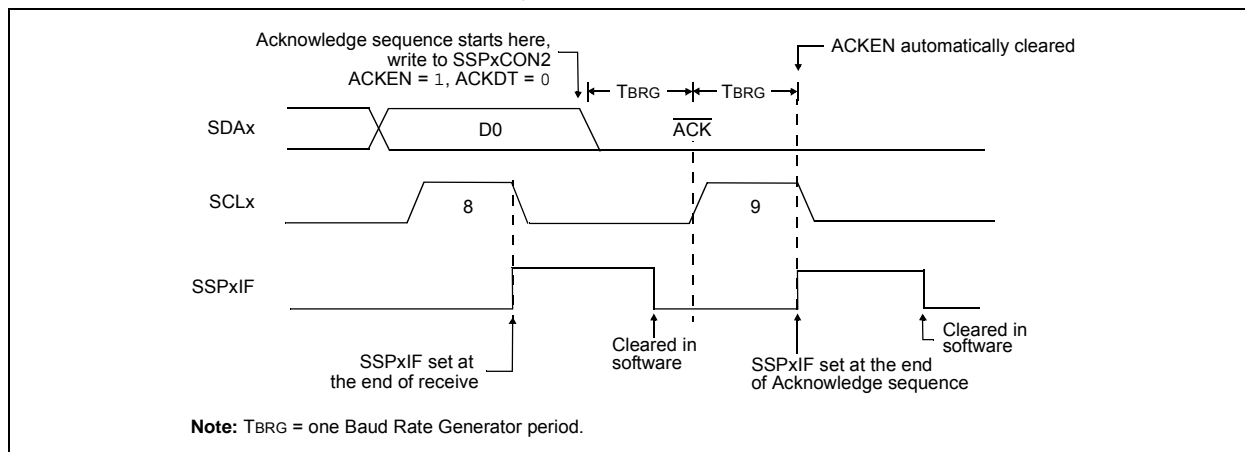 Acknowledge sequence starts here,
write to SSPxCON2
ACKEN = 1, ACKDT = 0
ACKEN automatically cleared
TBRG
TBRG
SDAx
D0
ACK
SCLx
8
9
SSPxIF
SSPxIF set at
the end of receive
Cleared in
software
SSPxIF set at the end
of Acknowledge sequence
Cleared in
software
Note: TBRG = one Baud Rate Generator period.